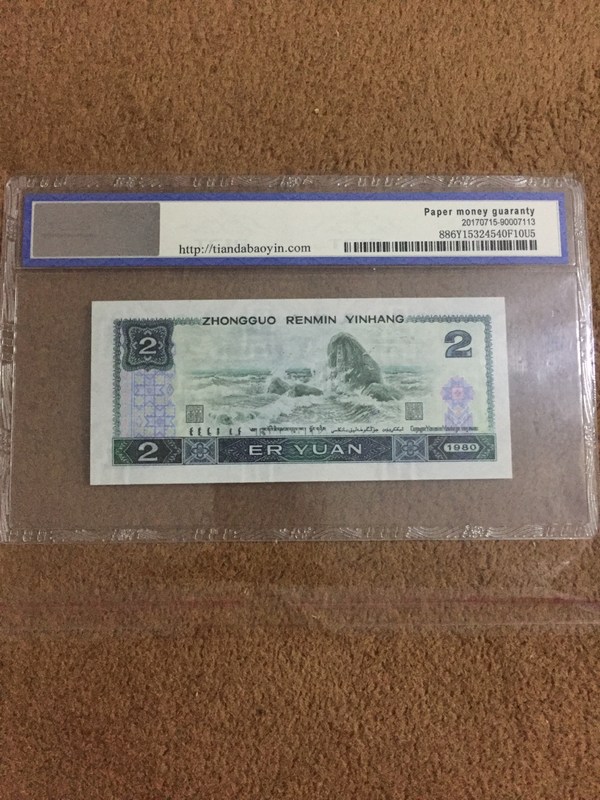 Paper money guaranty
20170715-90007113
886Y15324540F10U5
http://tiandabaoyin.com
ZHONGGUO RENMIN YINHANG
2
2
2
ER YUAN
1980